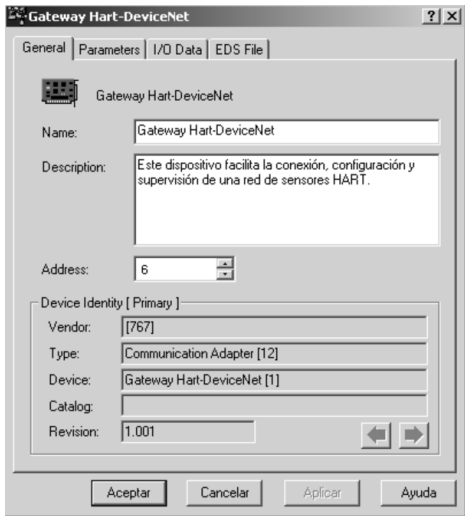 Gateway Hart-DeviceNet
General Parameters I/O Data EDS File
Gateway Hart-DeviceNet
Name: Gateway Hart-DeviceNet
Description: Este dispositivo facilita la conexión, configuración y
supervisión de una red de sensores HART.
Address: 6
Device Identity [ Primary ]
Vendor: [767]
Type: Communication Adapter [12]
Device: Gateway Hart-DeviceNet [1]
Catalog:
Revision: 1.001
Aceptar Cancelar Aplicar Ayuda